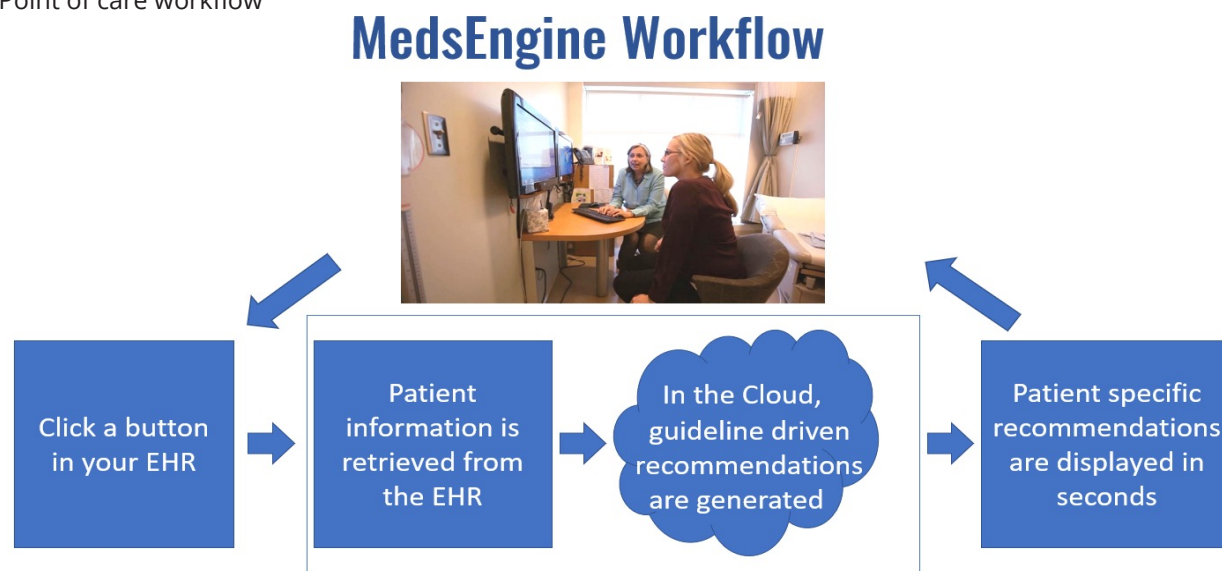 Point of care workflow
MedsEngine Workflow
Click a button
in your EHR
Patient
information is
retrieved from
the EHR
In the Cloud,
guideline driven
recommendations
are generated
Patient specific
recommendations
are displayed in
seconds